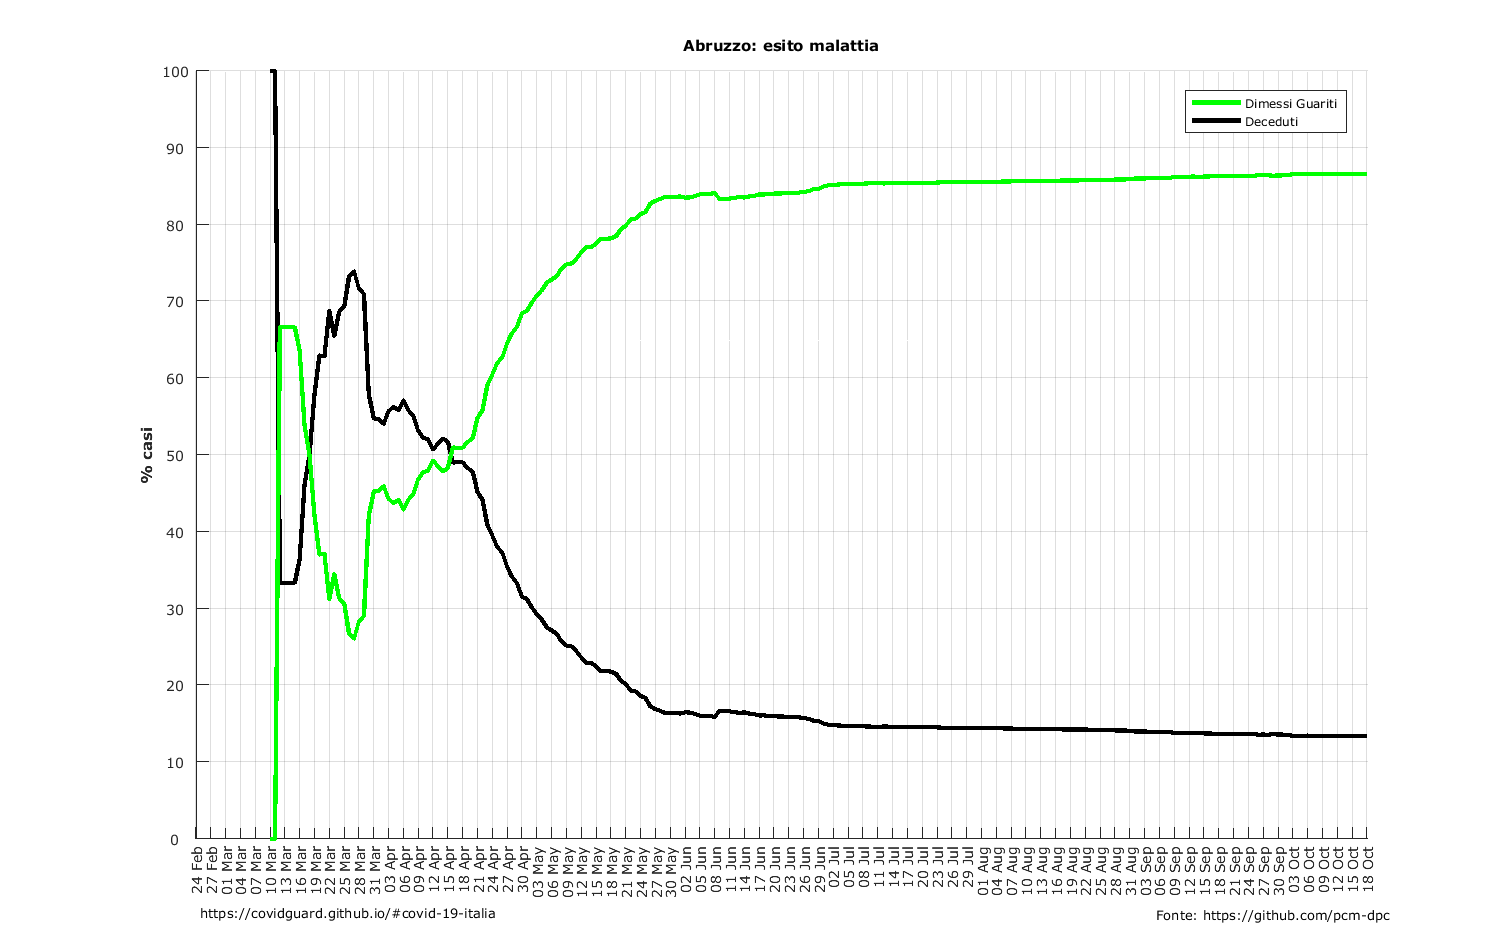 Abruzzo: esito malattia
Dimessi Guariti
Deceduti
% casi
100
90
80
70
60
50
40
30
20
10
0
24 Feb
27 Feb
01 Mar
04 Mar
07 Mar
10 Mar
13 Mar
16 Mar
19 Mar
22 Mar
25 Mar
28 Mar
31 Mar
03 Apr
06 Apr
09 Apr
12 Apr
15 Apr
18 Apr
21 Apr
24 Apr
27 Apr
30 Apr
03 May
06 May
09 May
12 May
15 May
18 May
21 May
24 May
27 May
30 May
02 Jun
05 Jun
08 Jun
11 Jun
14 Jun
17 Jun
20 Jun
23 Jun
26 Jun
29 Jun
02 Jul
05 Jul
08 Jul
11 Jul
14 Jul
17 Jul
20 Jul
23 Jul
26 Jul
29 Jul
01 Aug
04 Aug
07 Aug
10 Aug
13 Aug
16 Aug
19 Aug
22 Aug
25 Aug
28 Aug
31 Aug
03 Sep
06 Sep
09 Sep
12 Sep
15 Sep
18 Sep
21 Sep
24 Sep
27 Sep
30 Sep
03 Oct
06 Oct
09 Oct
12 Oct
15 Oct
18 Oct
https://covidguard.github.io/#covid-19-italia
Fonte: https://github.com/pcm-dpc